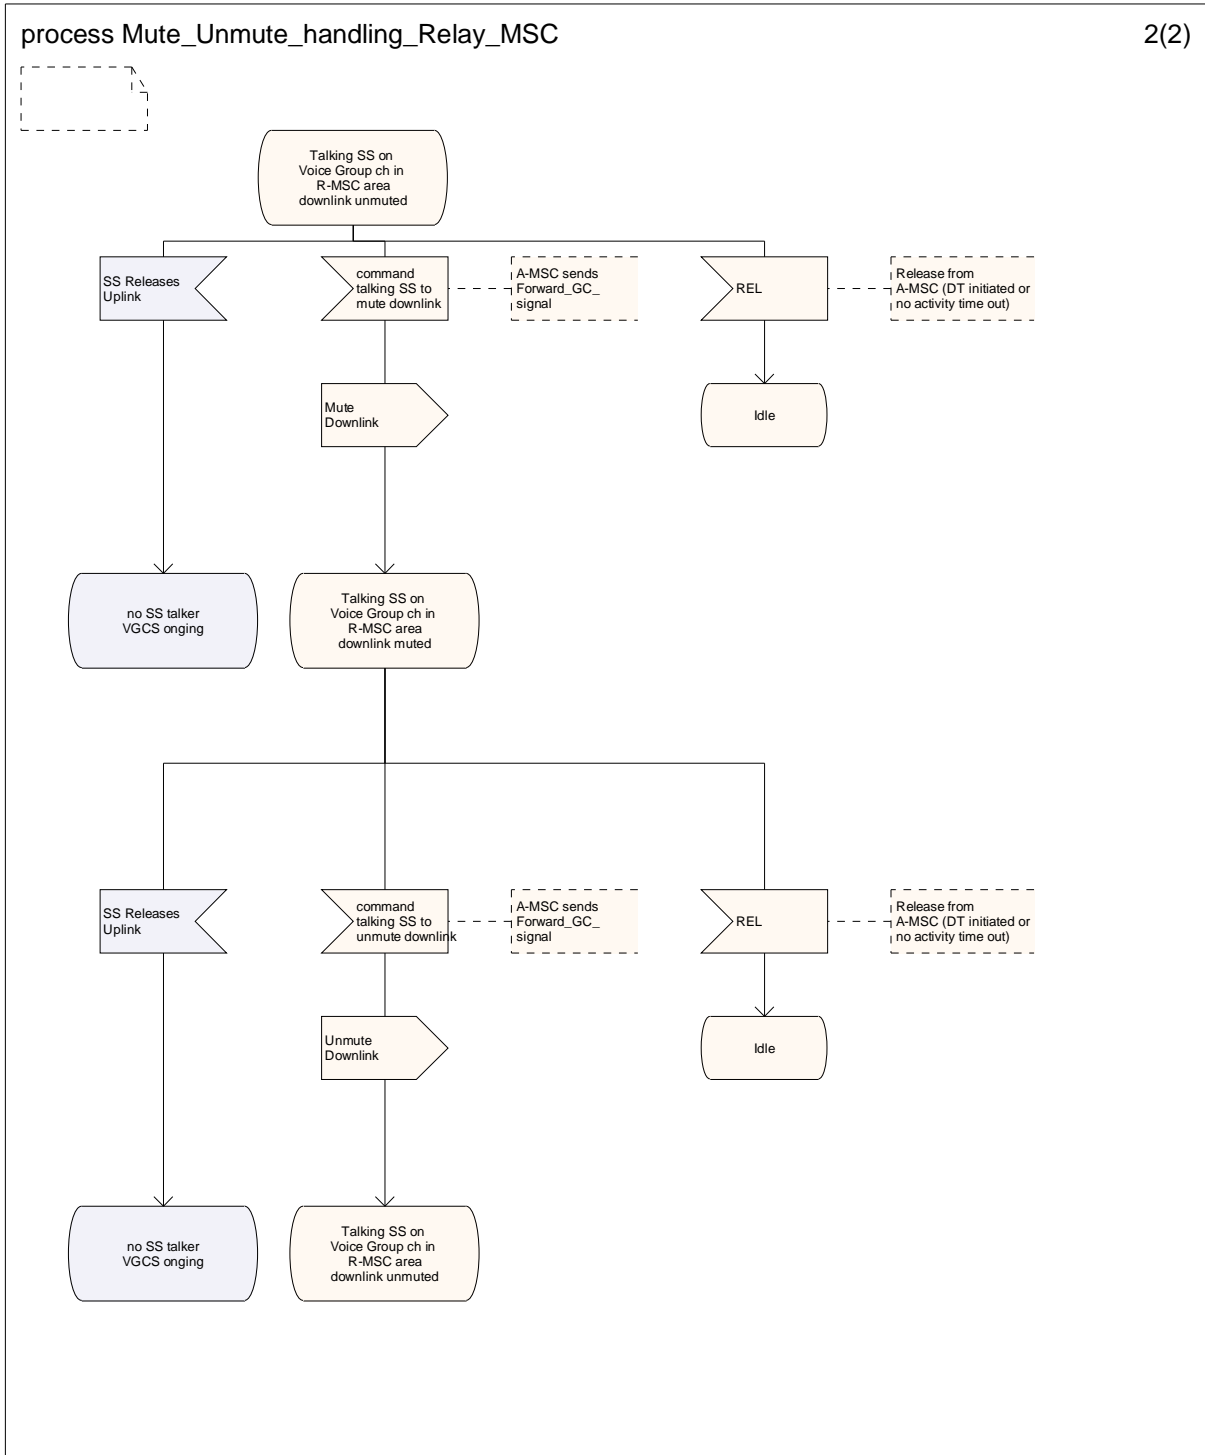 process Mute_Unmute_handling_Relay_MSC
2(2)
Talking SS on
Voice Group ch in
R-MSC area
downlink unmuted
SS Releases
Uplink
command
talking SS to
mute downlink
A-MSC sends
Forward_GC_
signal
REL
Release from
A-MSC (DT initiated or
no activity time out)
Mute
Downlink
Idle
no SS talker
VGCS onging
Talking SS on
Voice Group ch in
R-MSC area
downlink muted
SS Releases
Uplink
command
talking SS to
unmute downlink
A-MSC sends
Forward_GC_
signal
REL
Release from
A-MSC (DT initiated or
no activity time out)
Unmute
Downlink
Idle
no SS talker
VGCS onging
Talking SS on
Voice Group ch in
R-MSC area
downlink unmuted